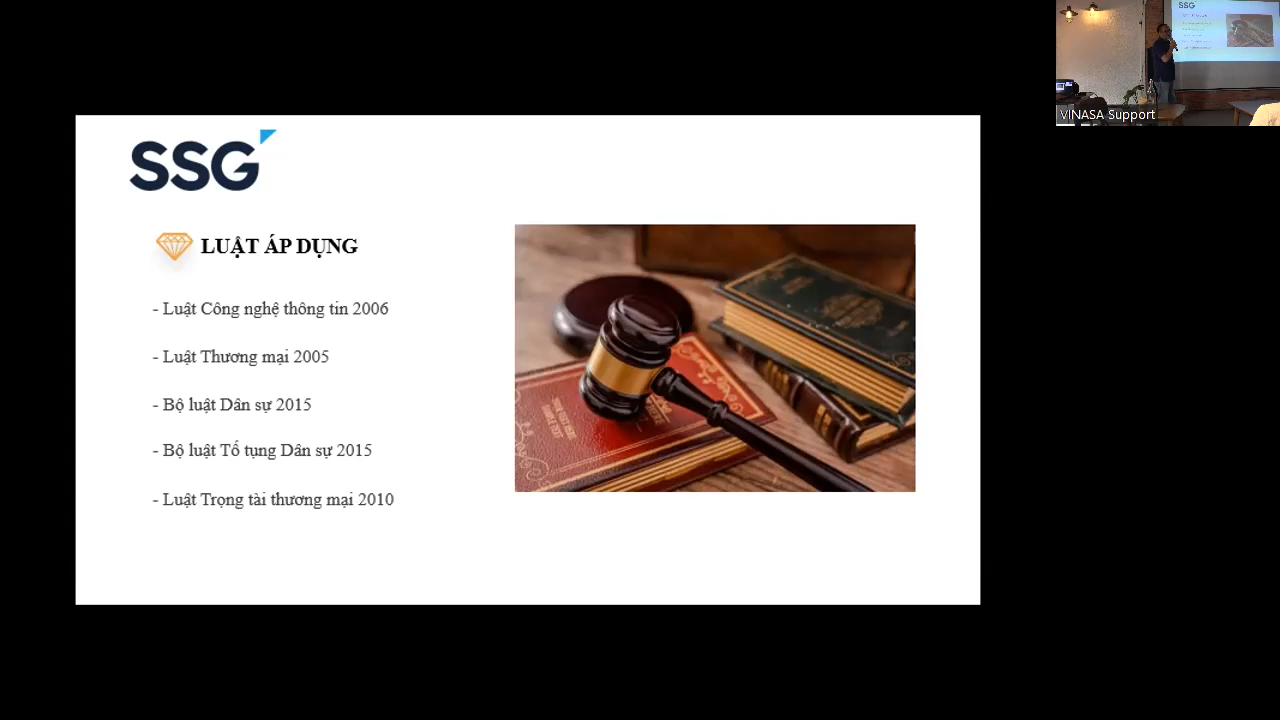 SSG
LUẬT ÁP DỤNG
- Luật Công nghệ thông tin 2006
- Luật Thương mại 2005
- Bộ luật Dân sự 2015
- Bộ luật Tố tụng Dân sự 2015
- Luật Trọng tài thương mại 2010
SSG
VINASA Support